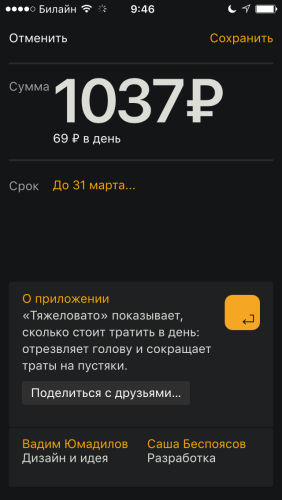 Билайн 9:46
Отменить Сохранить
Сумма 1037₽
69 ₽ в день
Срок До 31 марта...
О приложении
«Тяжеловато» показывает,
сколько стоит тратить в день:
отрезвляет голову и сокращает
траты на пустяки.
Поделиться с друзьями...
Вадим Юмадилов Саша Беспоясов
Дизайн и идея Разработка